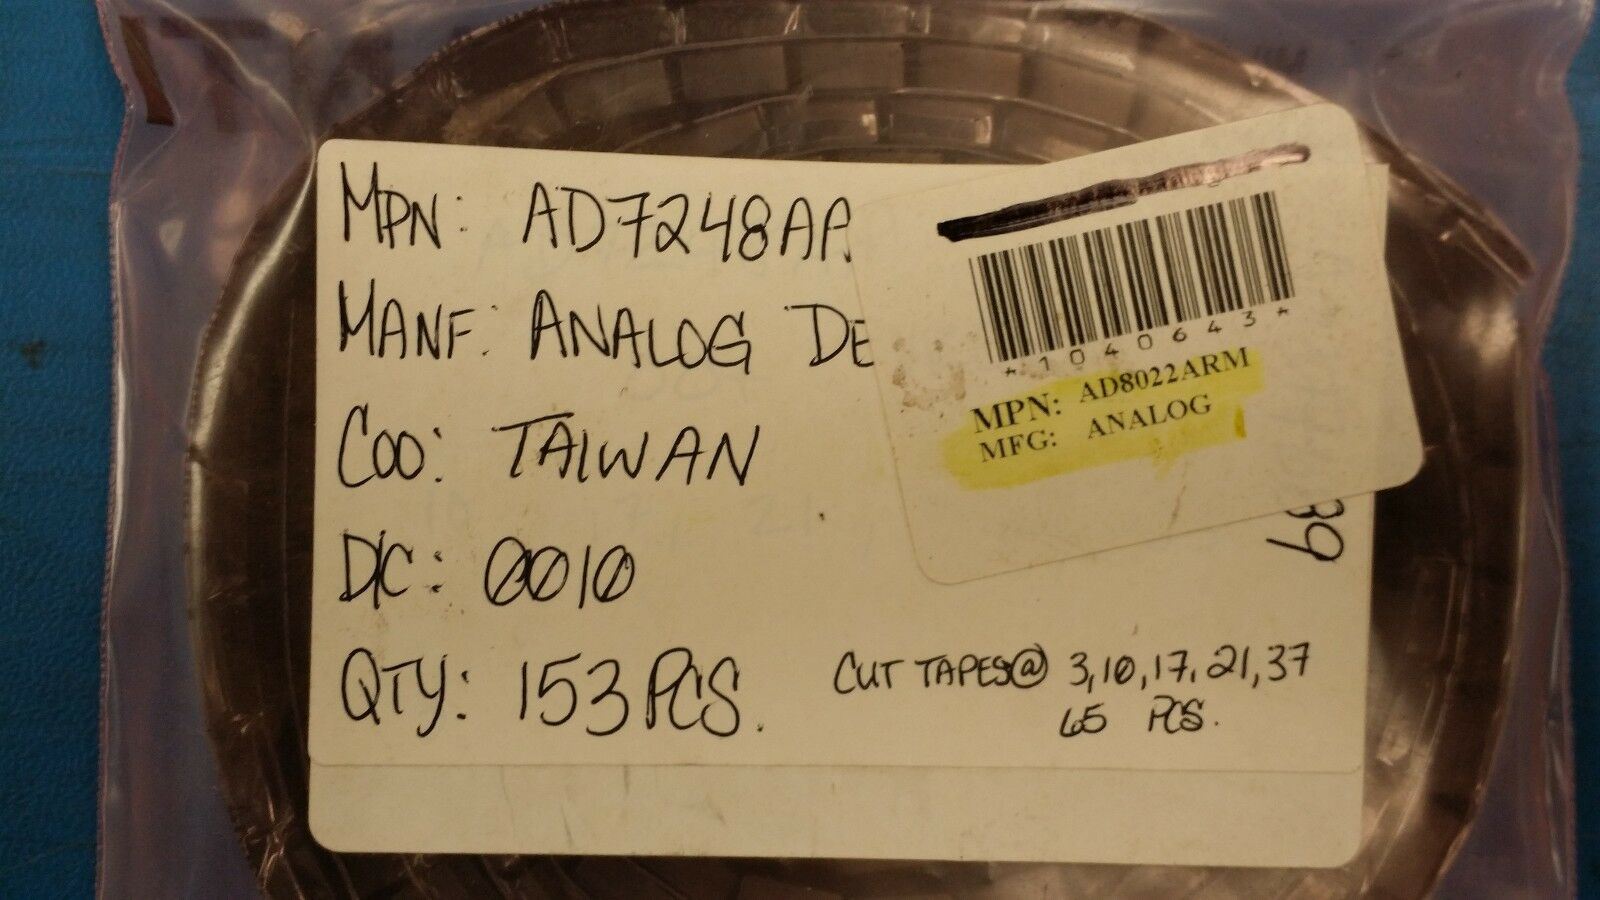 MPN: AD7248AA
MANF: ANALOG DE
COO: TAIWAN
D/C: 0010
QTY: 153 PCS.
CUT TAPES@ 3,10,17,21,37
65 PCS.
*1040643*
MPN: AD8022ARM
MFG: ANALOG